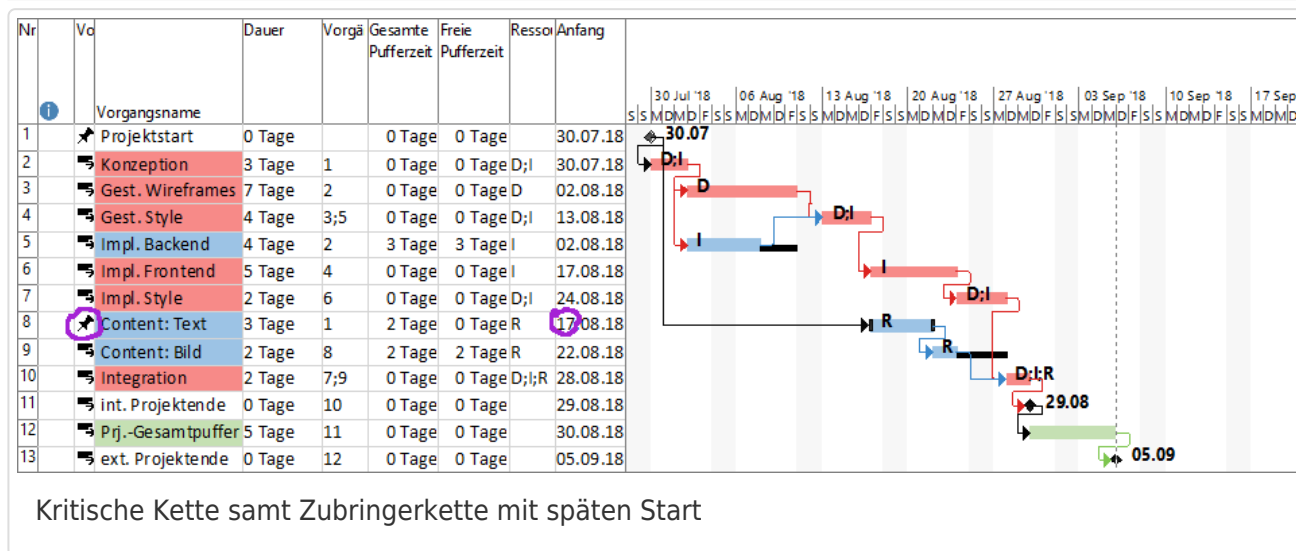 Nr Vo Dauer Vorgä Gesamte Freie Ressou Anfang
Pufferzeit Pufferzeit
30 Jul '18 06 Aug '18 13 Aug '18 20 Aug '18 27 Aug '18 03 Sep '18 10 Sep '18 17 Sep
i Vorgangsname S S M D M D F S S M D M D F S S M D M D F S S M D M D F S S M D M D F S S M D M D F S S M D M D F S S M D M D
1 Projektstart 0 Tage 0 Tage 0 Tage 30.07.18 30.07
2 Konzeption 3 Tage 1 0 Tage 0 Tage D;I 30.07.18 D;I
3 Gest. Wireframes 7 Tage 2 0 Tage 0 Tage D 02.08.18 D
4 Gest. Style 4 Tage 3;5 0 Tage 0 Tage D;I 13.08.18 D;I
5 Impl. Backend 4 Tage 2 3 Tage 3 Tage I 02.08.18 I
6 Impl. Frontend 5 Tage 4 0 Tage 0 Tage I 17.08.18 I
7 Impl. Style 2 Tage 6 0 Tage 0 Tage D;I 24.08.18 D;I
8 Content: Text 3 Tage 1 2 Tage 0 Tage R 17.08.18 R
9 Content: Bild 2 Tage 8 2 Tage 2 Tage R 22.08.18 R
10 Integration 2 Tage 7;9 0 Tage 0 Tage D;I;R 28.08.18 D;I;R
11 int. Projektende 0 Tage 10 0 Tage 0 Tage 29.08.18 29.08
12 Prj.-Gesamtpuffer 5 Tage 11 0 Tage 0 Tage 30.08.18
13 ext. Projektende 0 Tage 12 0 Tage 0 Tage 05.09.18 05.09
Kritische Kette samt Zubringerkette mit späten Start